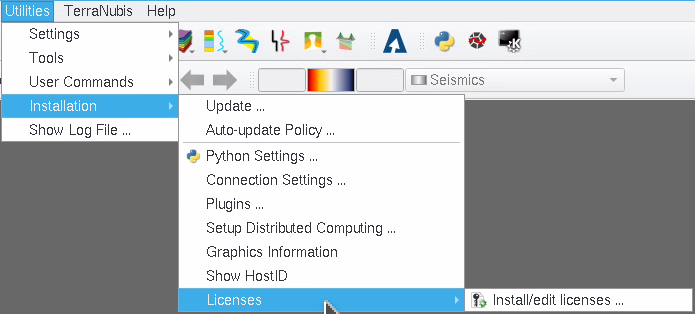 Utilities TerraNubis Help
Settings
Tools
User Commands
Seismics
Installation
Update ...
Show Log File ...
Auto-update Policy ...
Python Settings ...
Connection Settings ...
Plugins ...
Setup Distributed Computing ...
Graphics Information
Show HostID
Licenses
Install/edit licenses ...